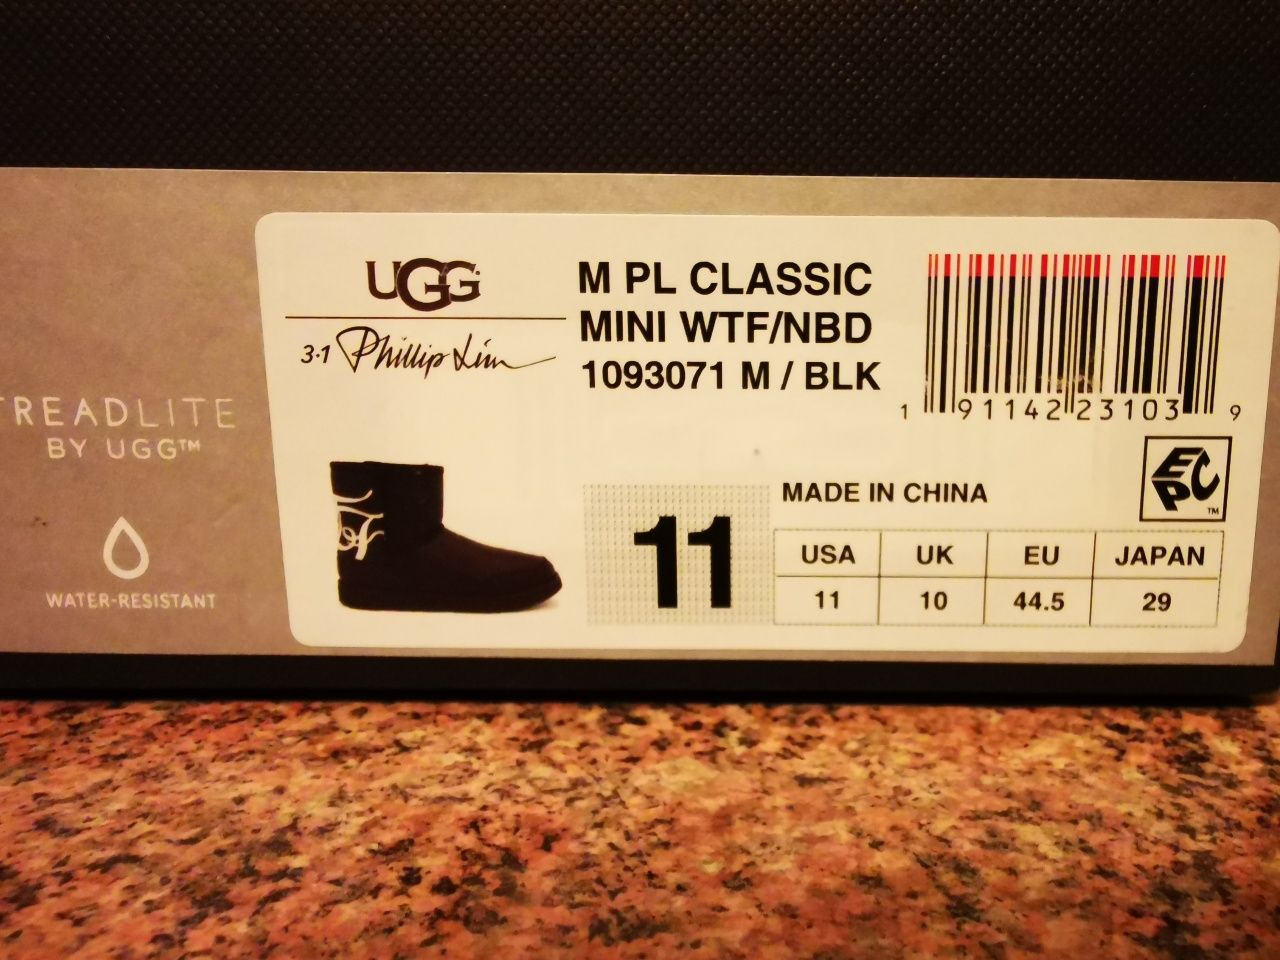 UGG
3·1 Phillip Lim
M PL CLASSIC
MINI WTF/NBD
1093071 M / BLK
1 91142 23103 9
TREADLITE
BY UGG™
WATER-RESISTANT
EPC™
11
MADE IN CHINA
USA UK EU JAPAN
11 10 44.5 29